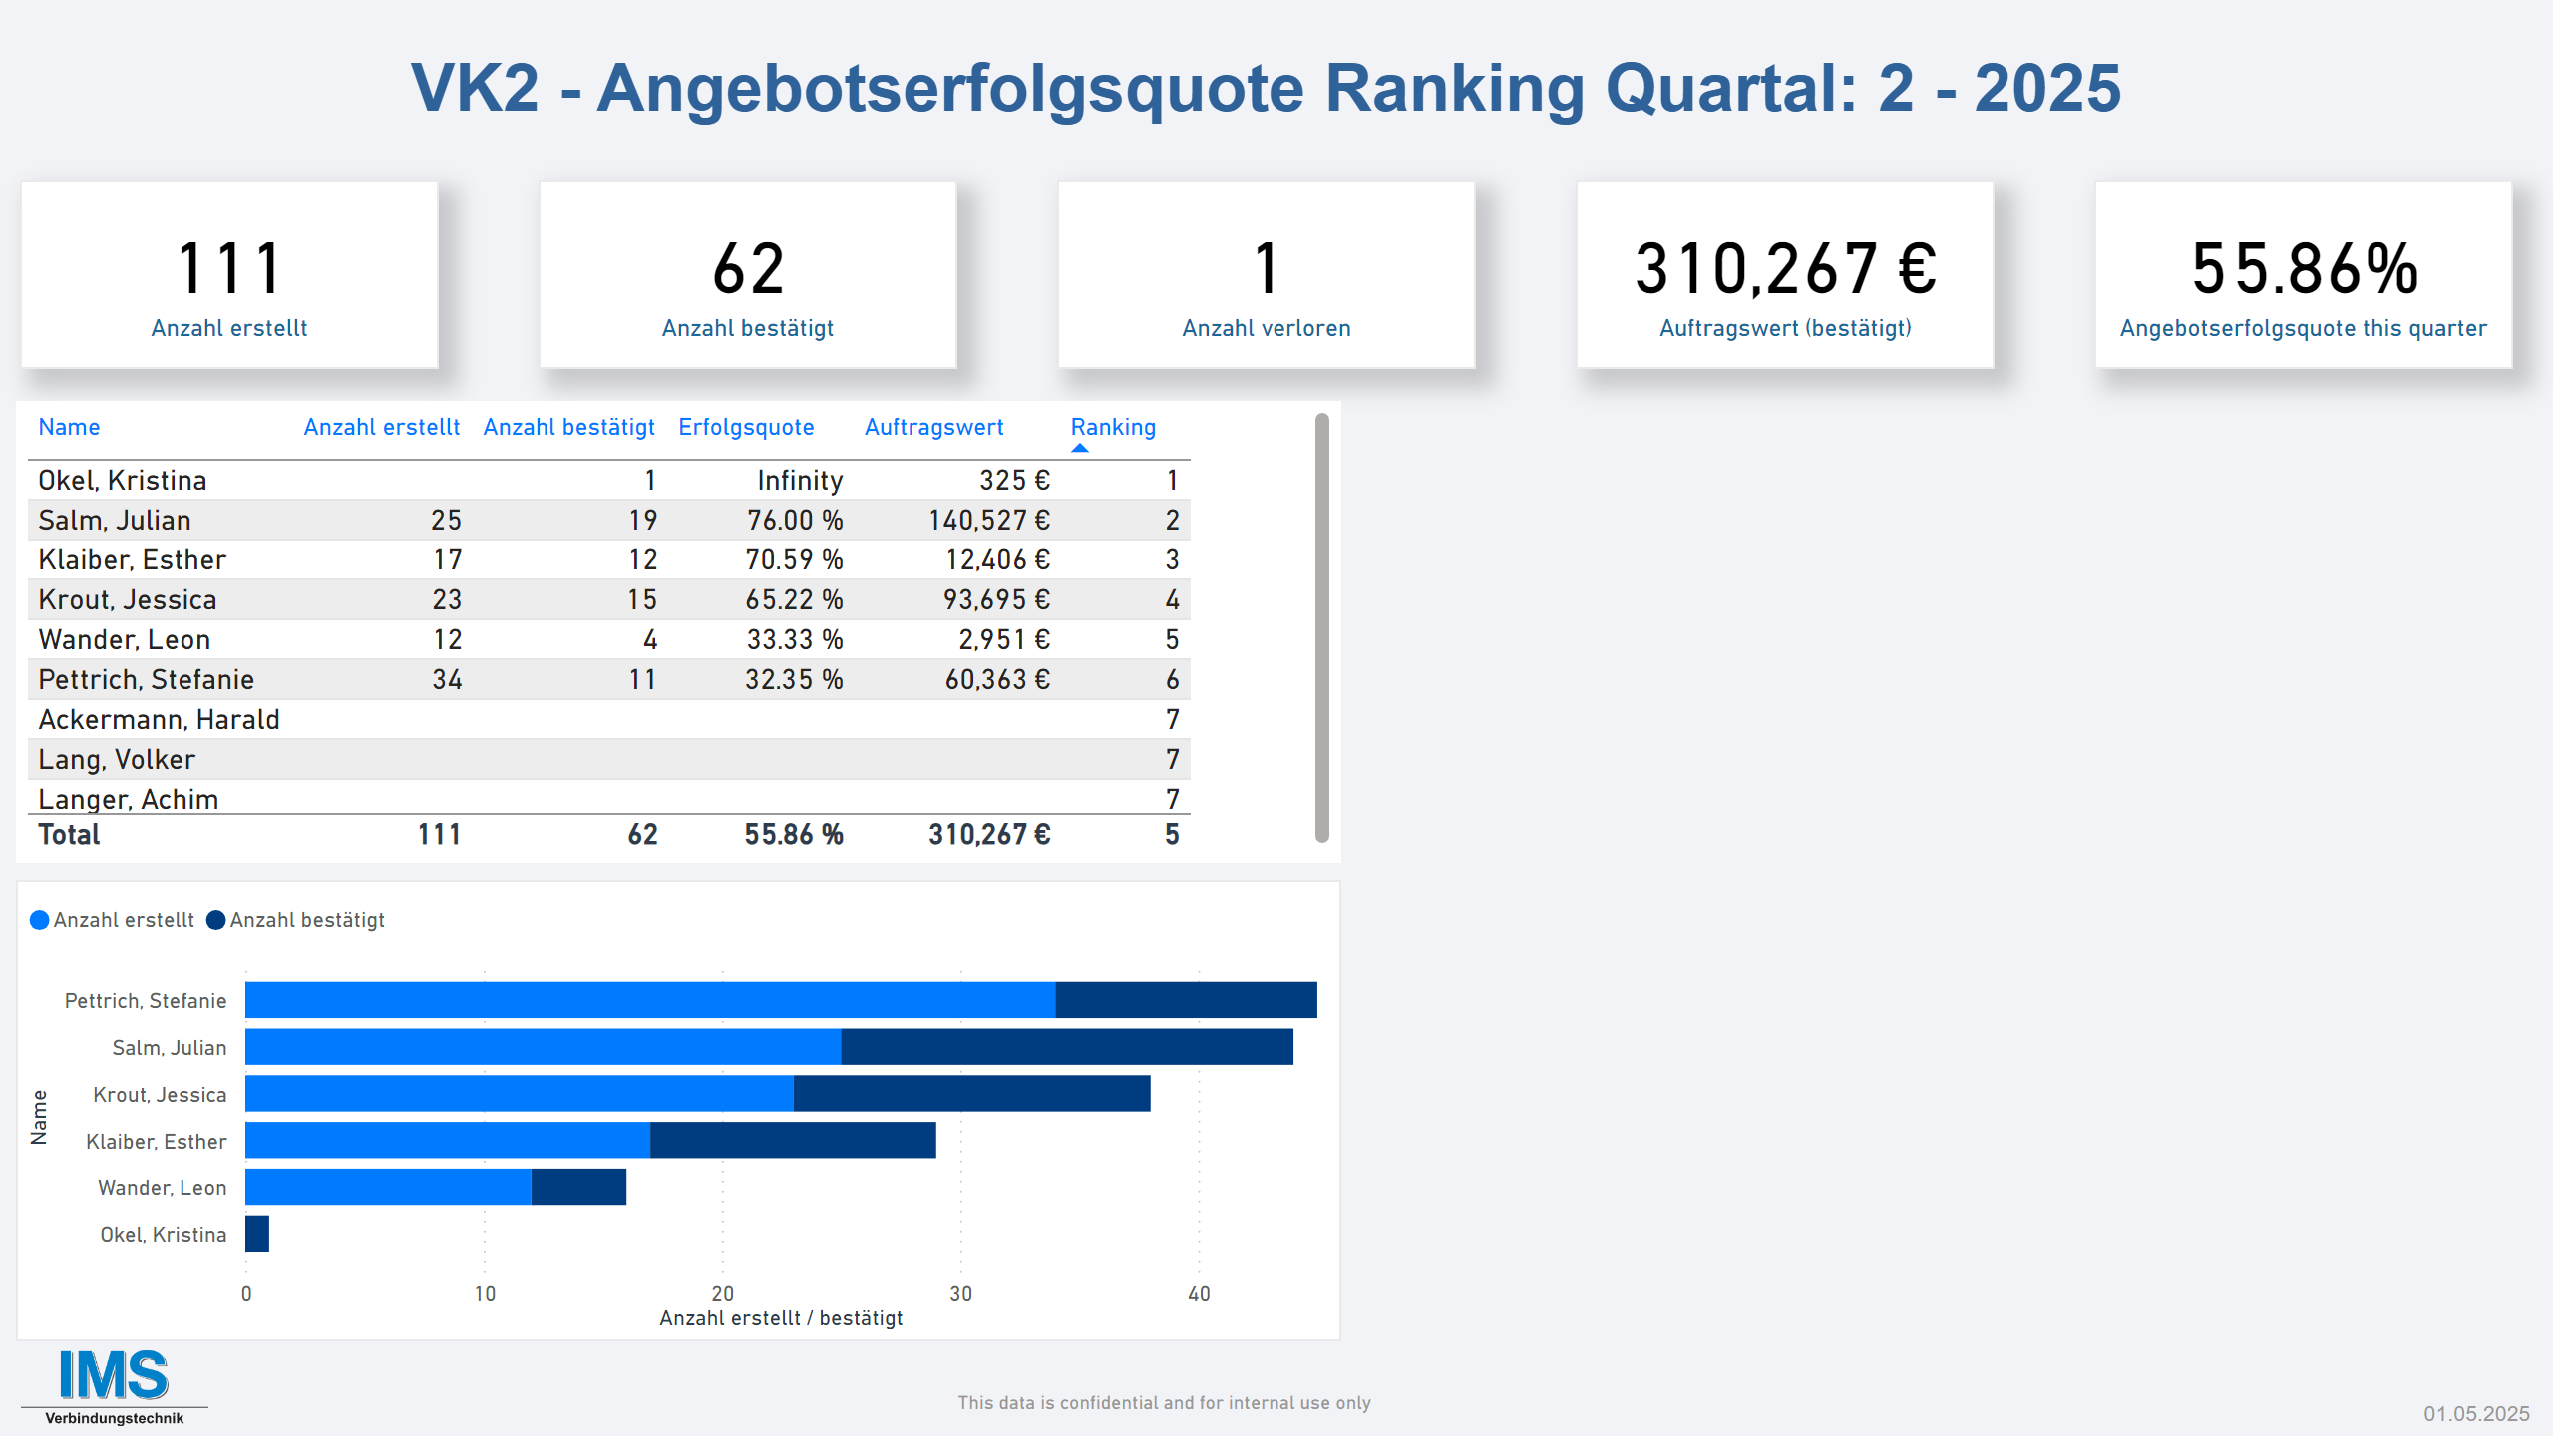 VK2 - Angebotserfolgsquote Ranking Quartal: 2 - 2025
111
Anzahl erstellt
62
Anzahl bestätigt
1
Anzahl verloren
310,267 €
Auftragswert (bestätigt)
55.86%
Angebotserfolgsquote this quarter
Name Anzahl erstellt Anzahl bestätigt Erfolgsquote Auftragswert Ranking
Okel, Kristina 1 Infinity 325 € 1
Salm, Julian 25 19 76.00 % 140,527 € 2
Klaiber, Esther 17 12 70.59 % 12,406 € 3
Krout, Jessica 23 15 65.22 % 93,695 € 4
Wander, Leon 12 4 33.33 % 2,951 € 5
Pettrich, Stefanie 34 11 32.35 % 60,363 € 6
Ackermann, Harald 7
Lang, Volker 7
Langer, Achim 7
Total 111 62 55.86 % 310,267 € 5
Anzahl erstellt Anzahl bestätigt
Name
Pettrich, Stefanie
Salm, Julian
Krout, Jessica
Klaiber, Esther
Wander, Leon
Okel, Kristina
0 10 20 30 40
Anzahl erstellt / bestätigt
IMS
Verbindungstechnik
This data is confidential and for internal use only
01.05.2025